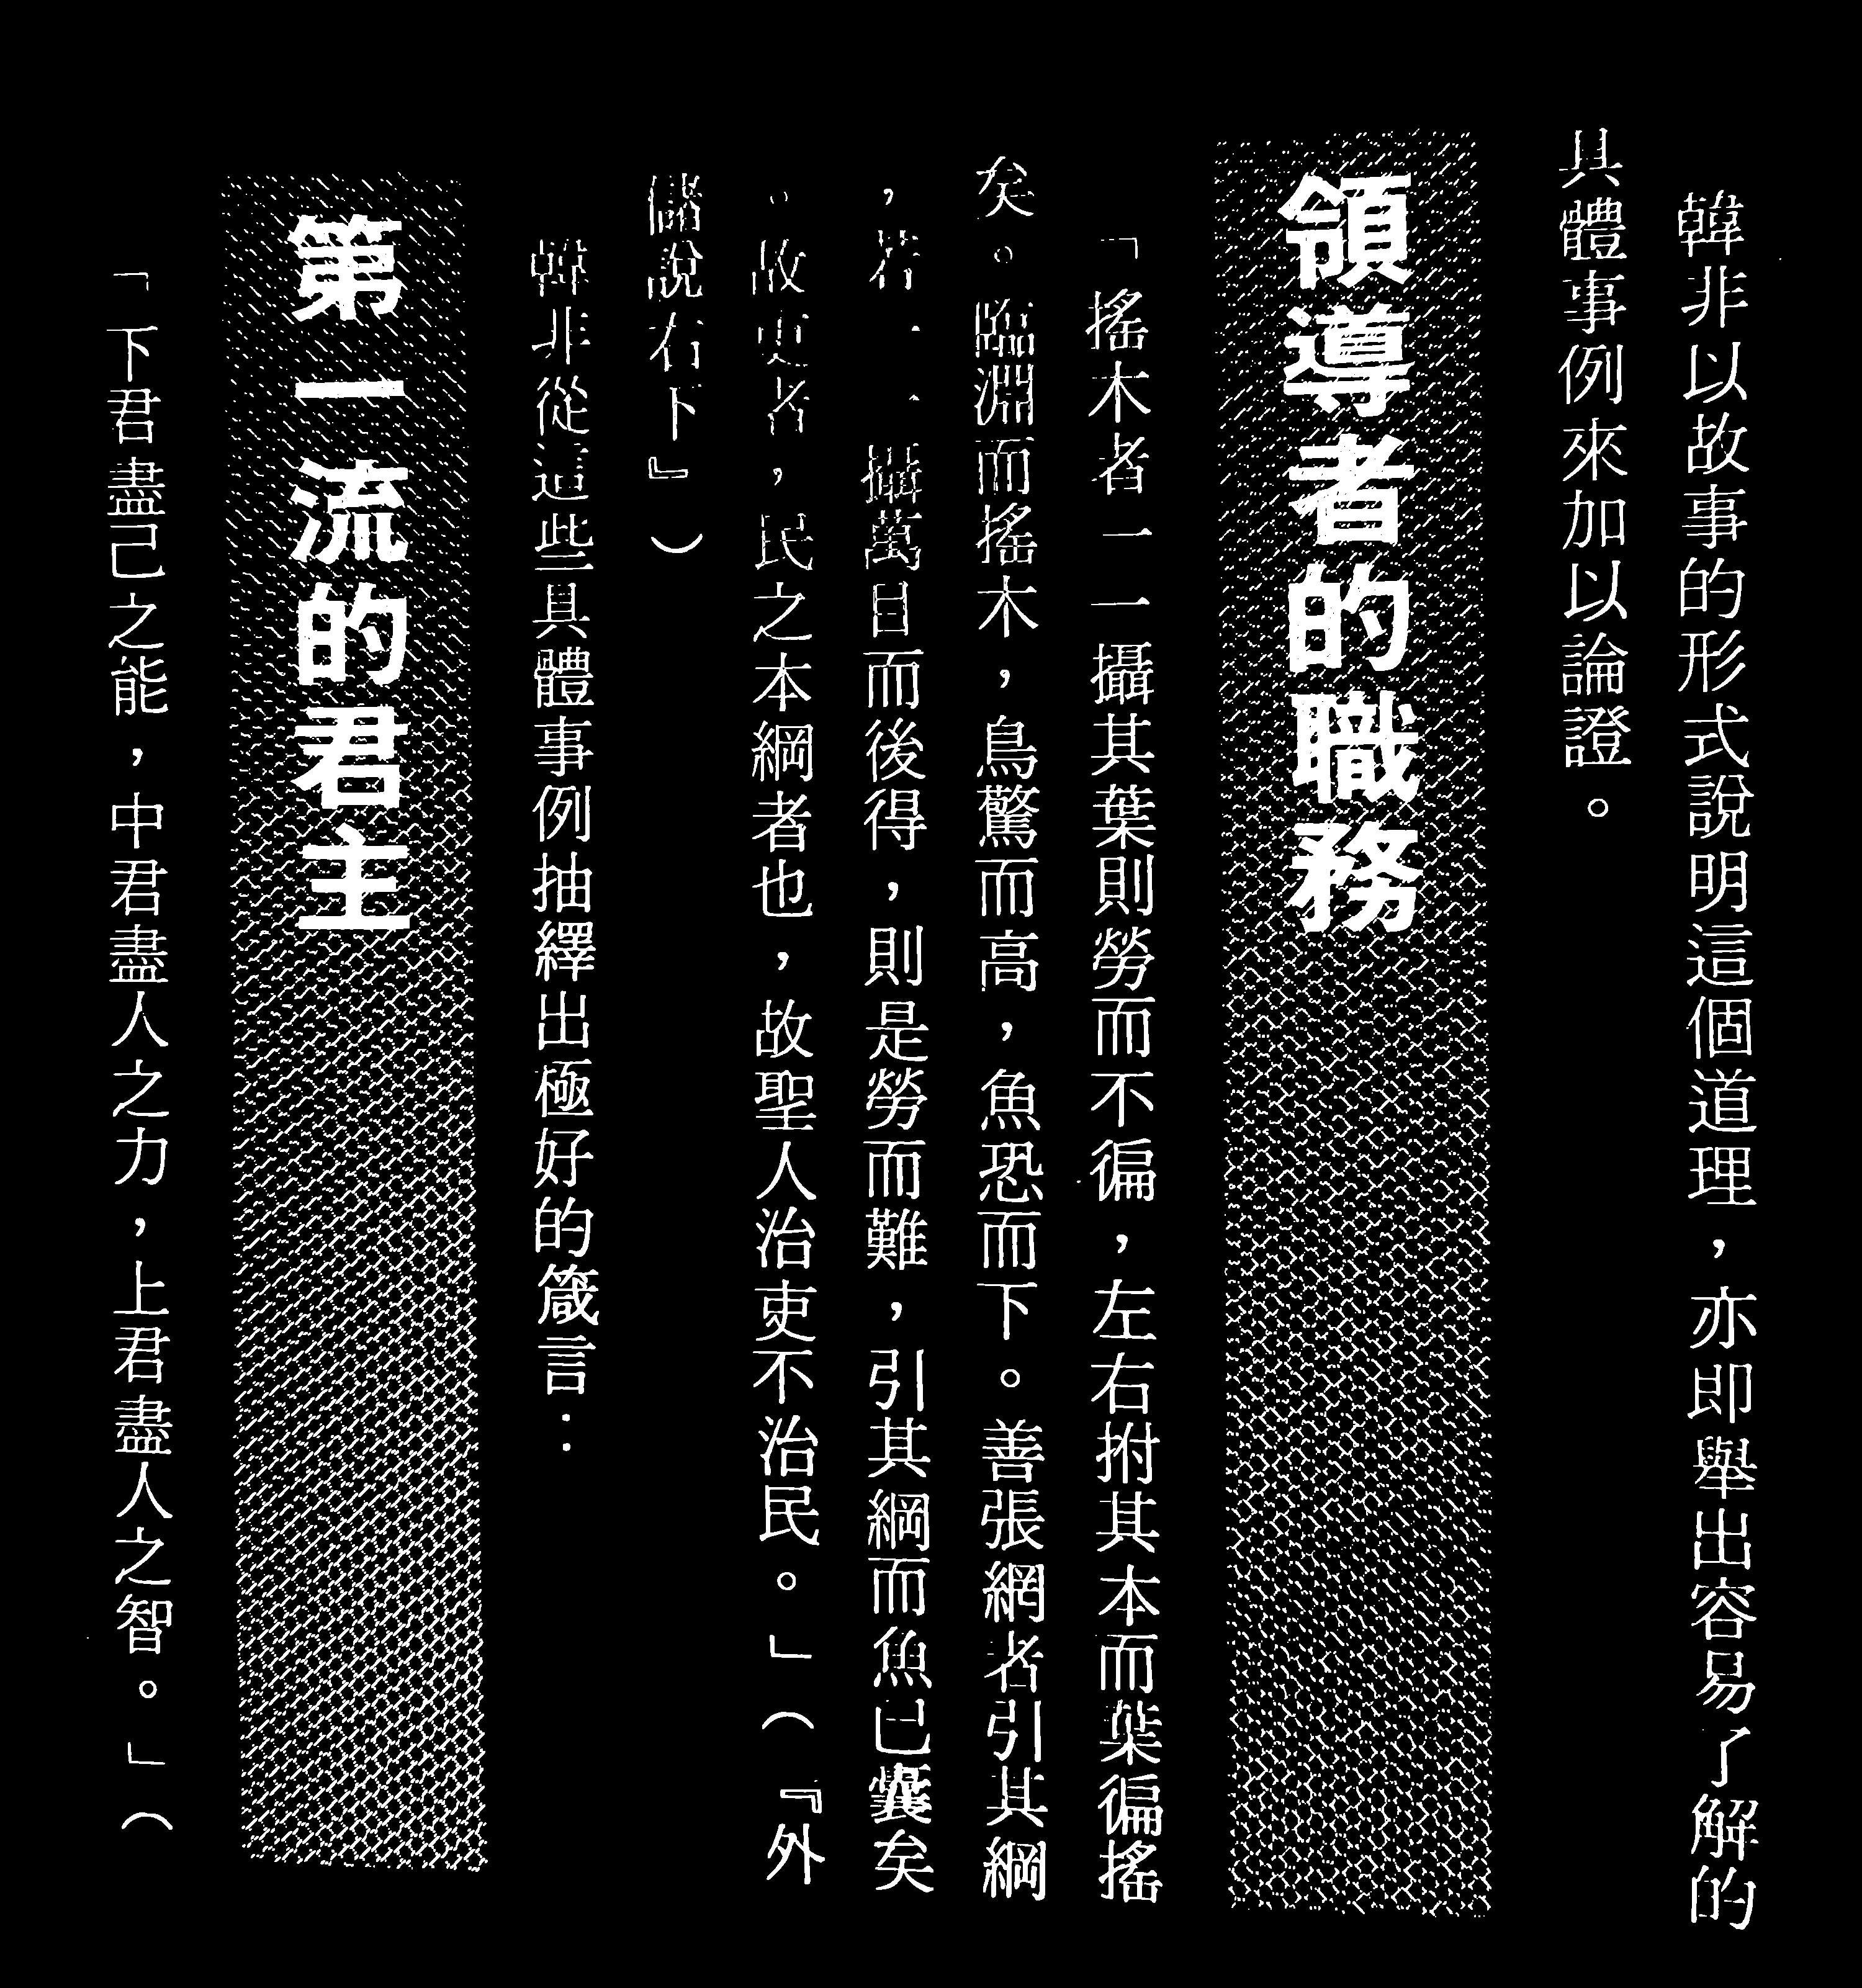 韓非以故事的形式說明這個道理，亦即舉出容易了解的
具體事例來加以論證。
領導者的職務
「搖木者一一攝其葉則勞而不徧，左右拊其本而葉徧搖
矣。臨淵而搖木，鳥驚而高，魚恐而下。善張網者引其綱
，若一一攝萬目而後得，則是勞而難，引其綱而魚已囊矣
。故吏者，民之本綱者也，故聖人治吏不治民。」（『外
儲說右下』）
韓非從這些具體事例抽繹出極好的箴言：
第一流的君主
「下君盡己之能，中君盡人之力，上君盡人之智。」（